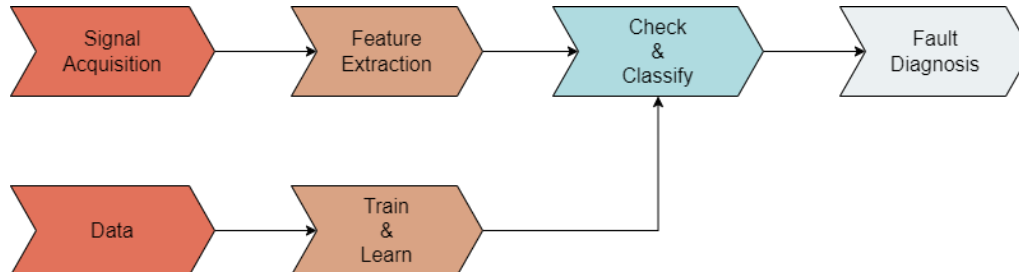 Signal
Acquisition
Feature
Extraction
Check
&
Classify
Fault
Diagnosis
Data
Train
&
Learn